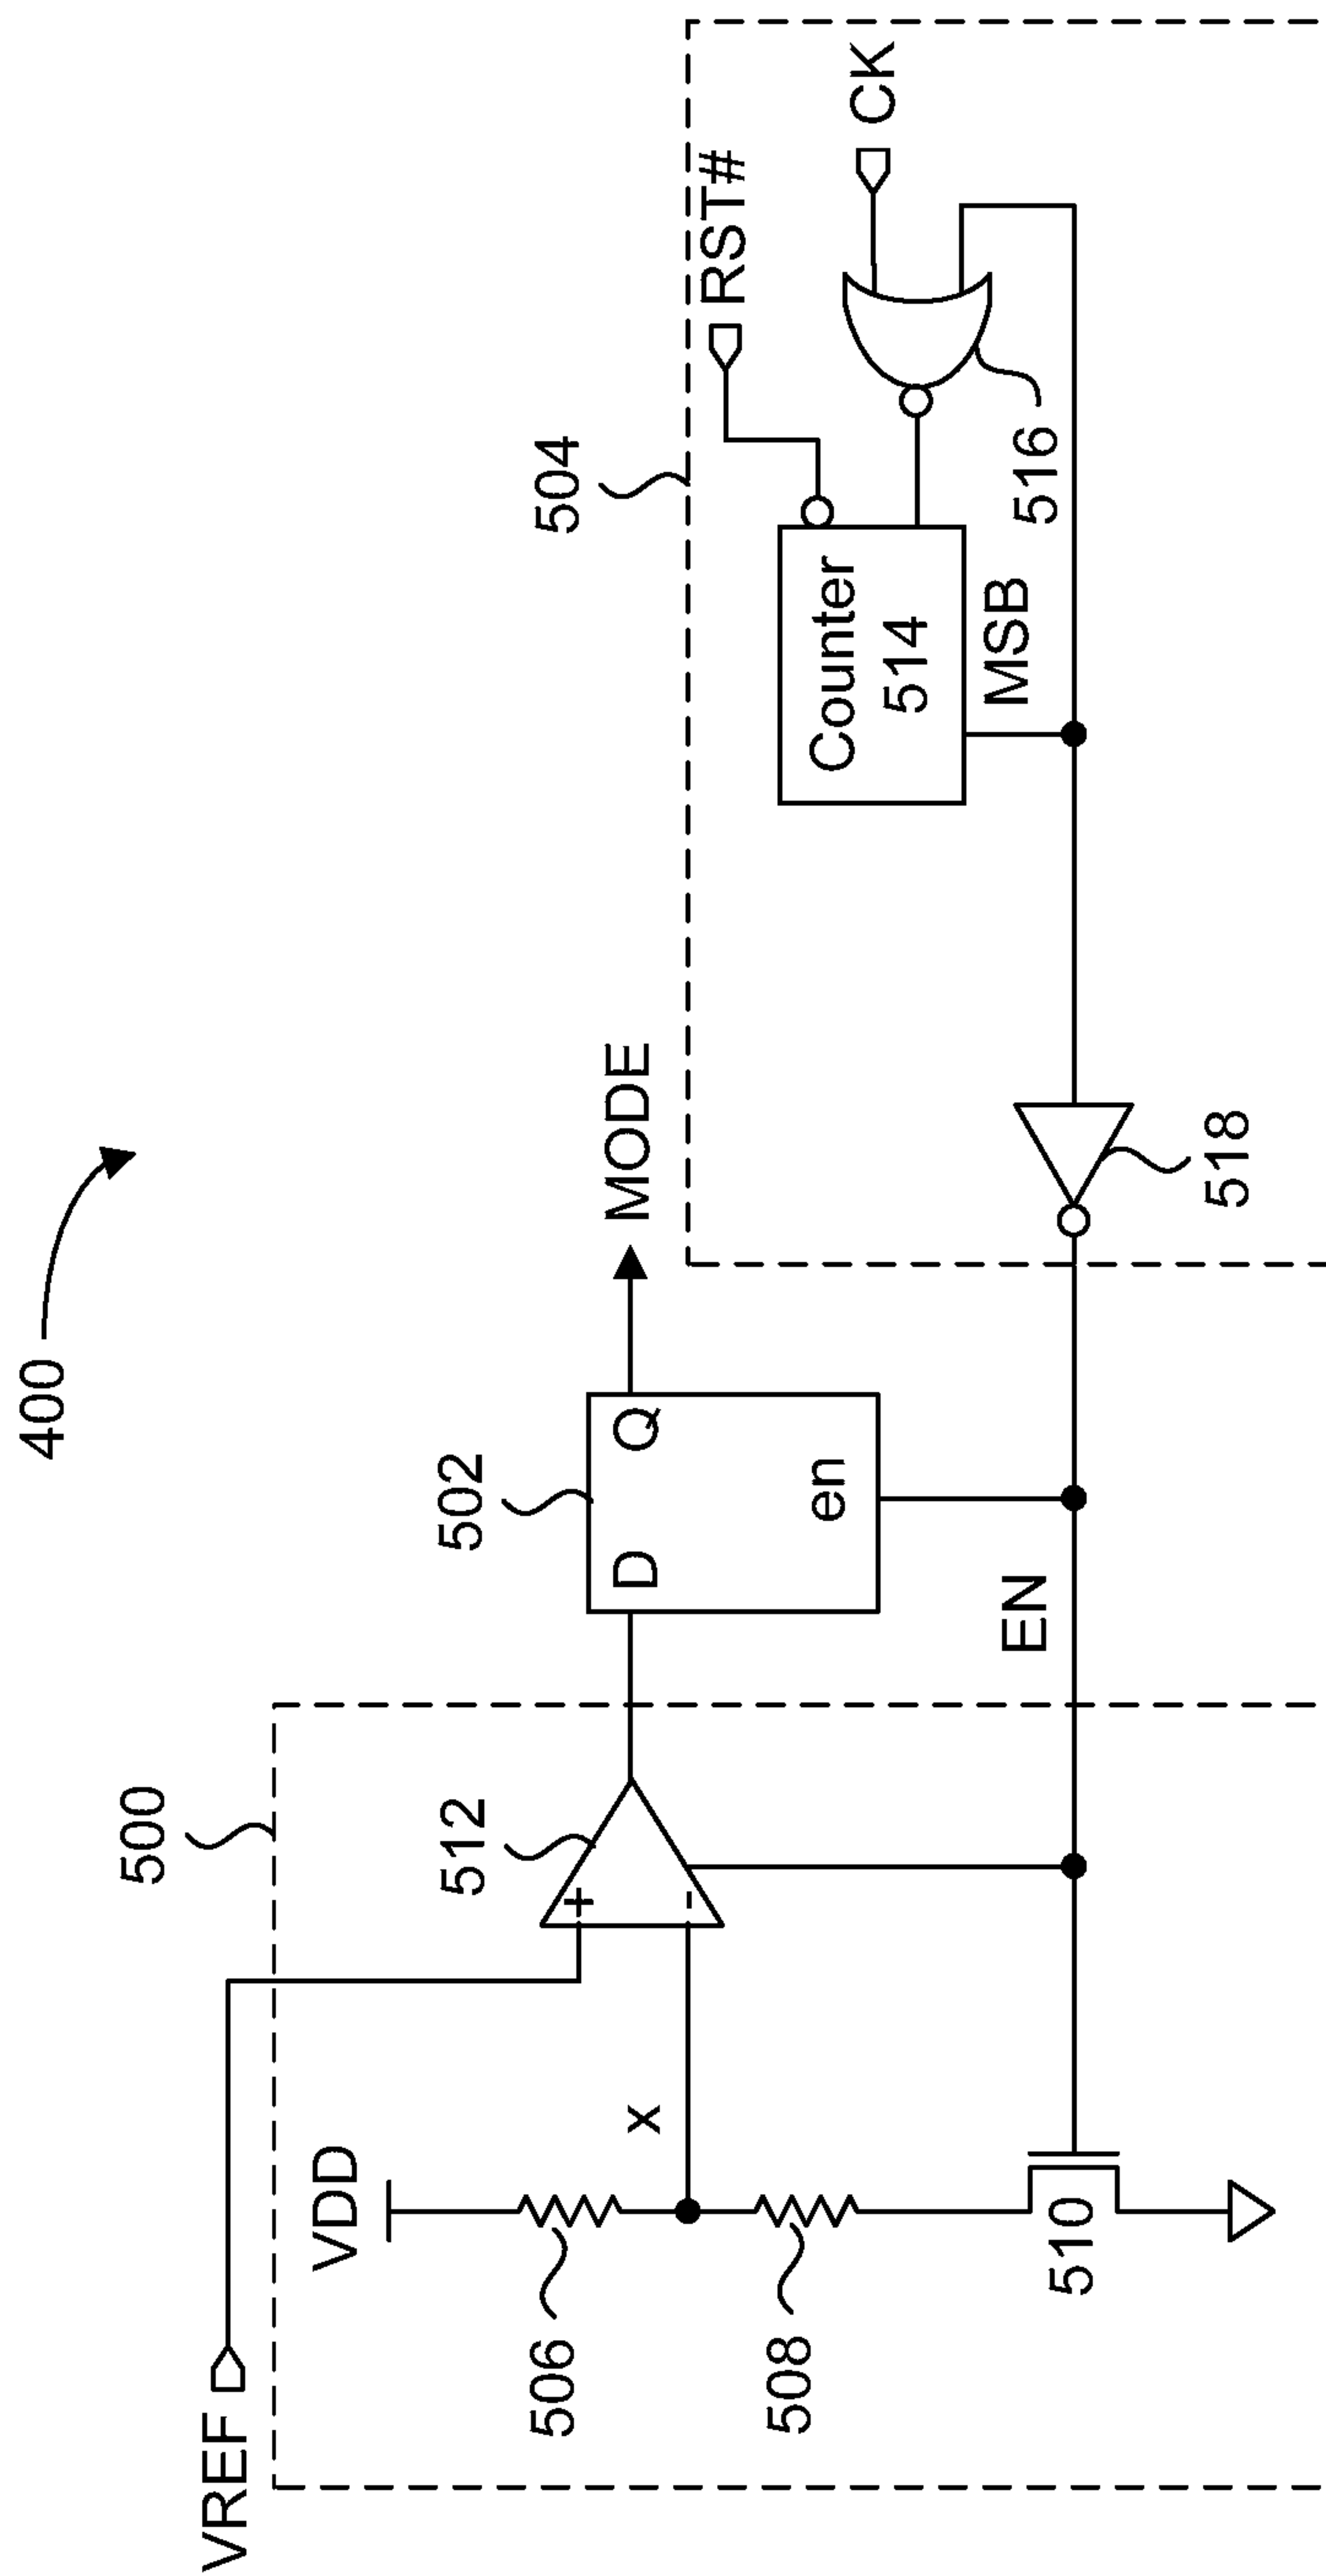 400
500
VREF
VDD
506
508
510
x
512
+
-
502
D
Q
en
EN
MODE
504
RST#
CK
Counter
514
MSB
516
518